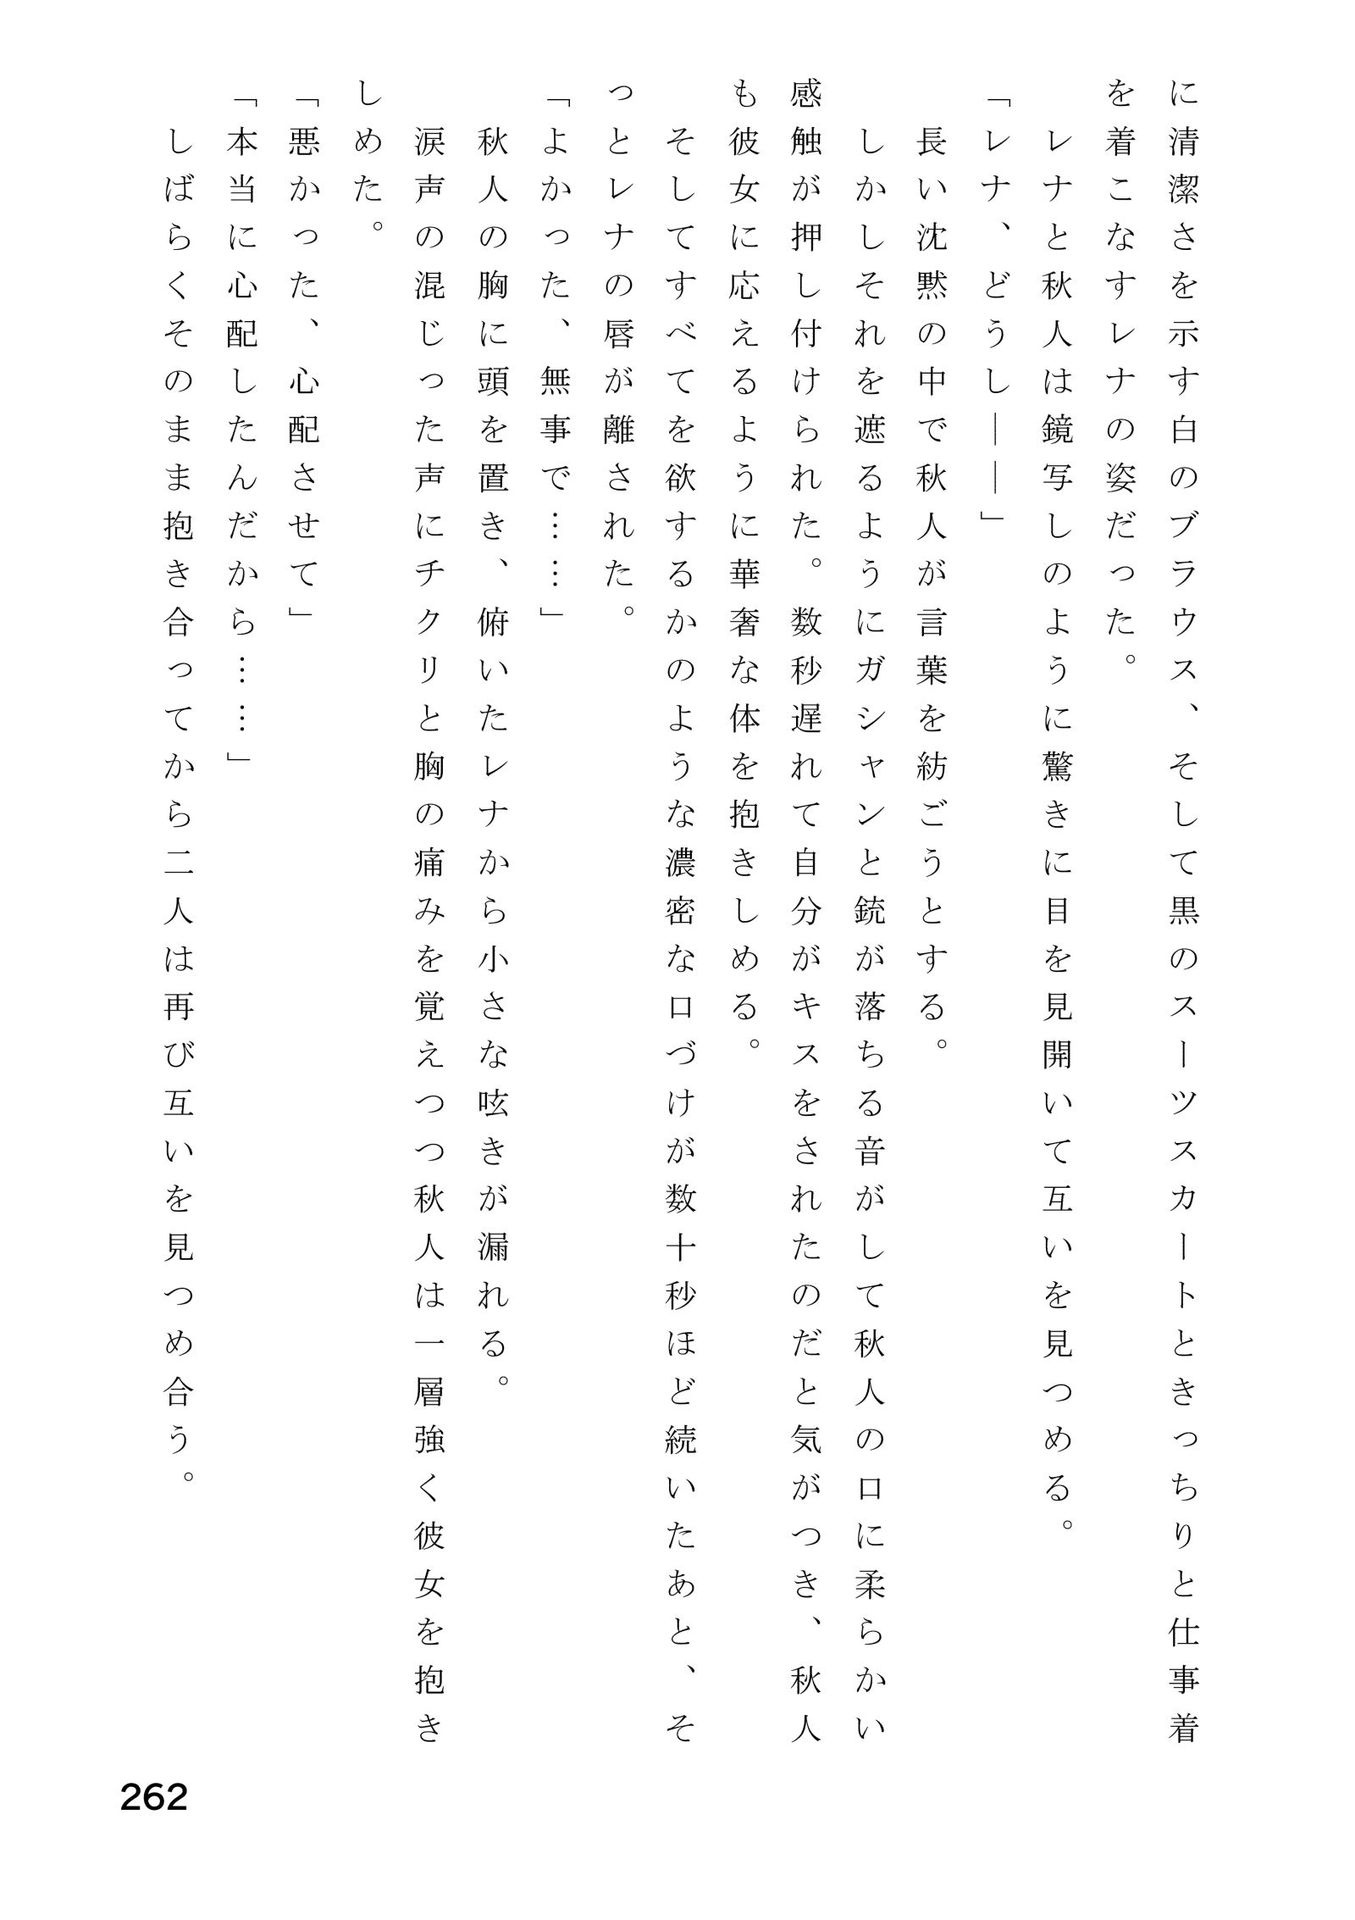 に清潔さを示す白のブラウス、そして黒のスーツスカートときっちりと仕事着
を着こなすレナの姿だった。
　レナと秋人は鏡写しのように驚きに目を見開いて互いを見つめる。
「レナ、どうし――」
　長い沈黙の中で秋人が言葉を紡ごうとする。
　しかしそれを遮るようにガシャンと銃が落ちる音がして秋人の口に柔らかい
感触が押し付けられた。数秒遅れて自分がキスをされたのだと気がつき、秋人
も彼女に応えるように華奢な体を抱きしめる。
　そしてすべてを欲するかのような濃密な口づけが数十秒ほど続いたあと、そ
っとレナの唇が離された。
「よかった、無事で……」
　秋人の胸に頭を置き、俯いたレナから小さな呟きが漏れる。
　涙声の混じった声にチクリと胸の痛みを覚えつつ秋人は一層強く彼女を抱き
しめた。
「悪かった、心配させて」
「本当に心配したんだから……」
　しばらくそのまま抱き合ってから二人は再び互いを見つめ合う。
262